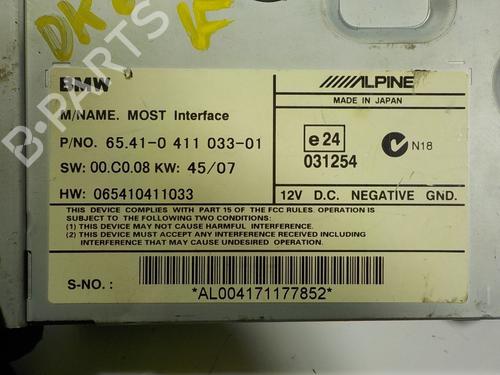 B-PARTS
BMW
ALPINE
MADE IN JAPAN
M/NAME. MOST Interface
P/NO. 65.41-0 411 033-01
SW: 00.C0.08 KW: 45/07
HW: 065410411033
e24
031254
N18
12V D.C. NEGATIVE GND.
THIS DEVICE COMPLIES WITH PART 15 OF THE FCC RULES OPERATION IS
SUBJECT TO THE FOLLOWING TWO CONDITIONS:
(1) THIS DEVICE MAY NOT CAUSE HARMFUL INTERFERENCE.
(2) THIS DEVICE MUST ACCEPT ANY INTERFERENCE RECEIVED, INCLUDING
INTERFERENCE THAT MAY CAUSE UNDESIRED OPERATION.
S-NO.:
*AL004171177852*